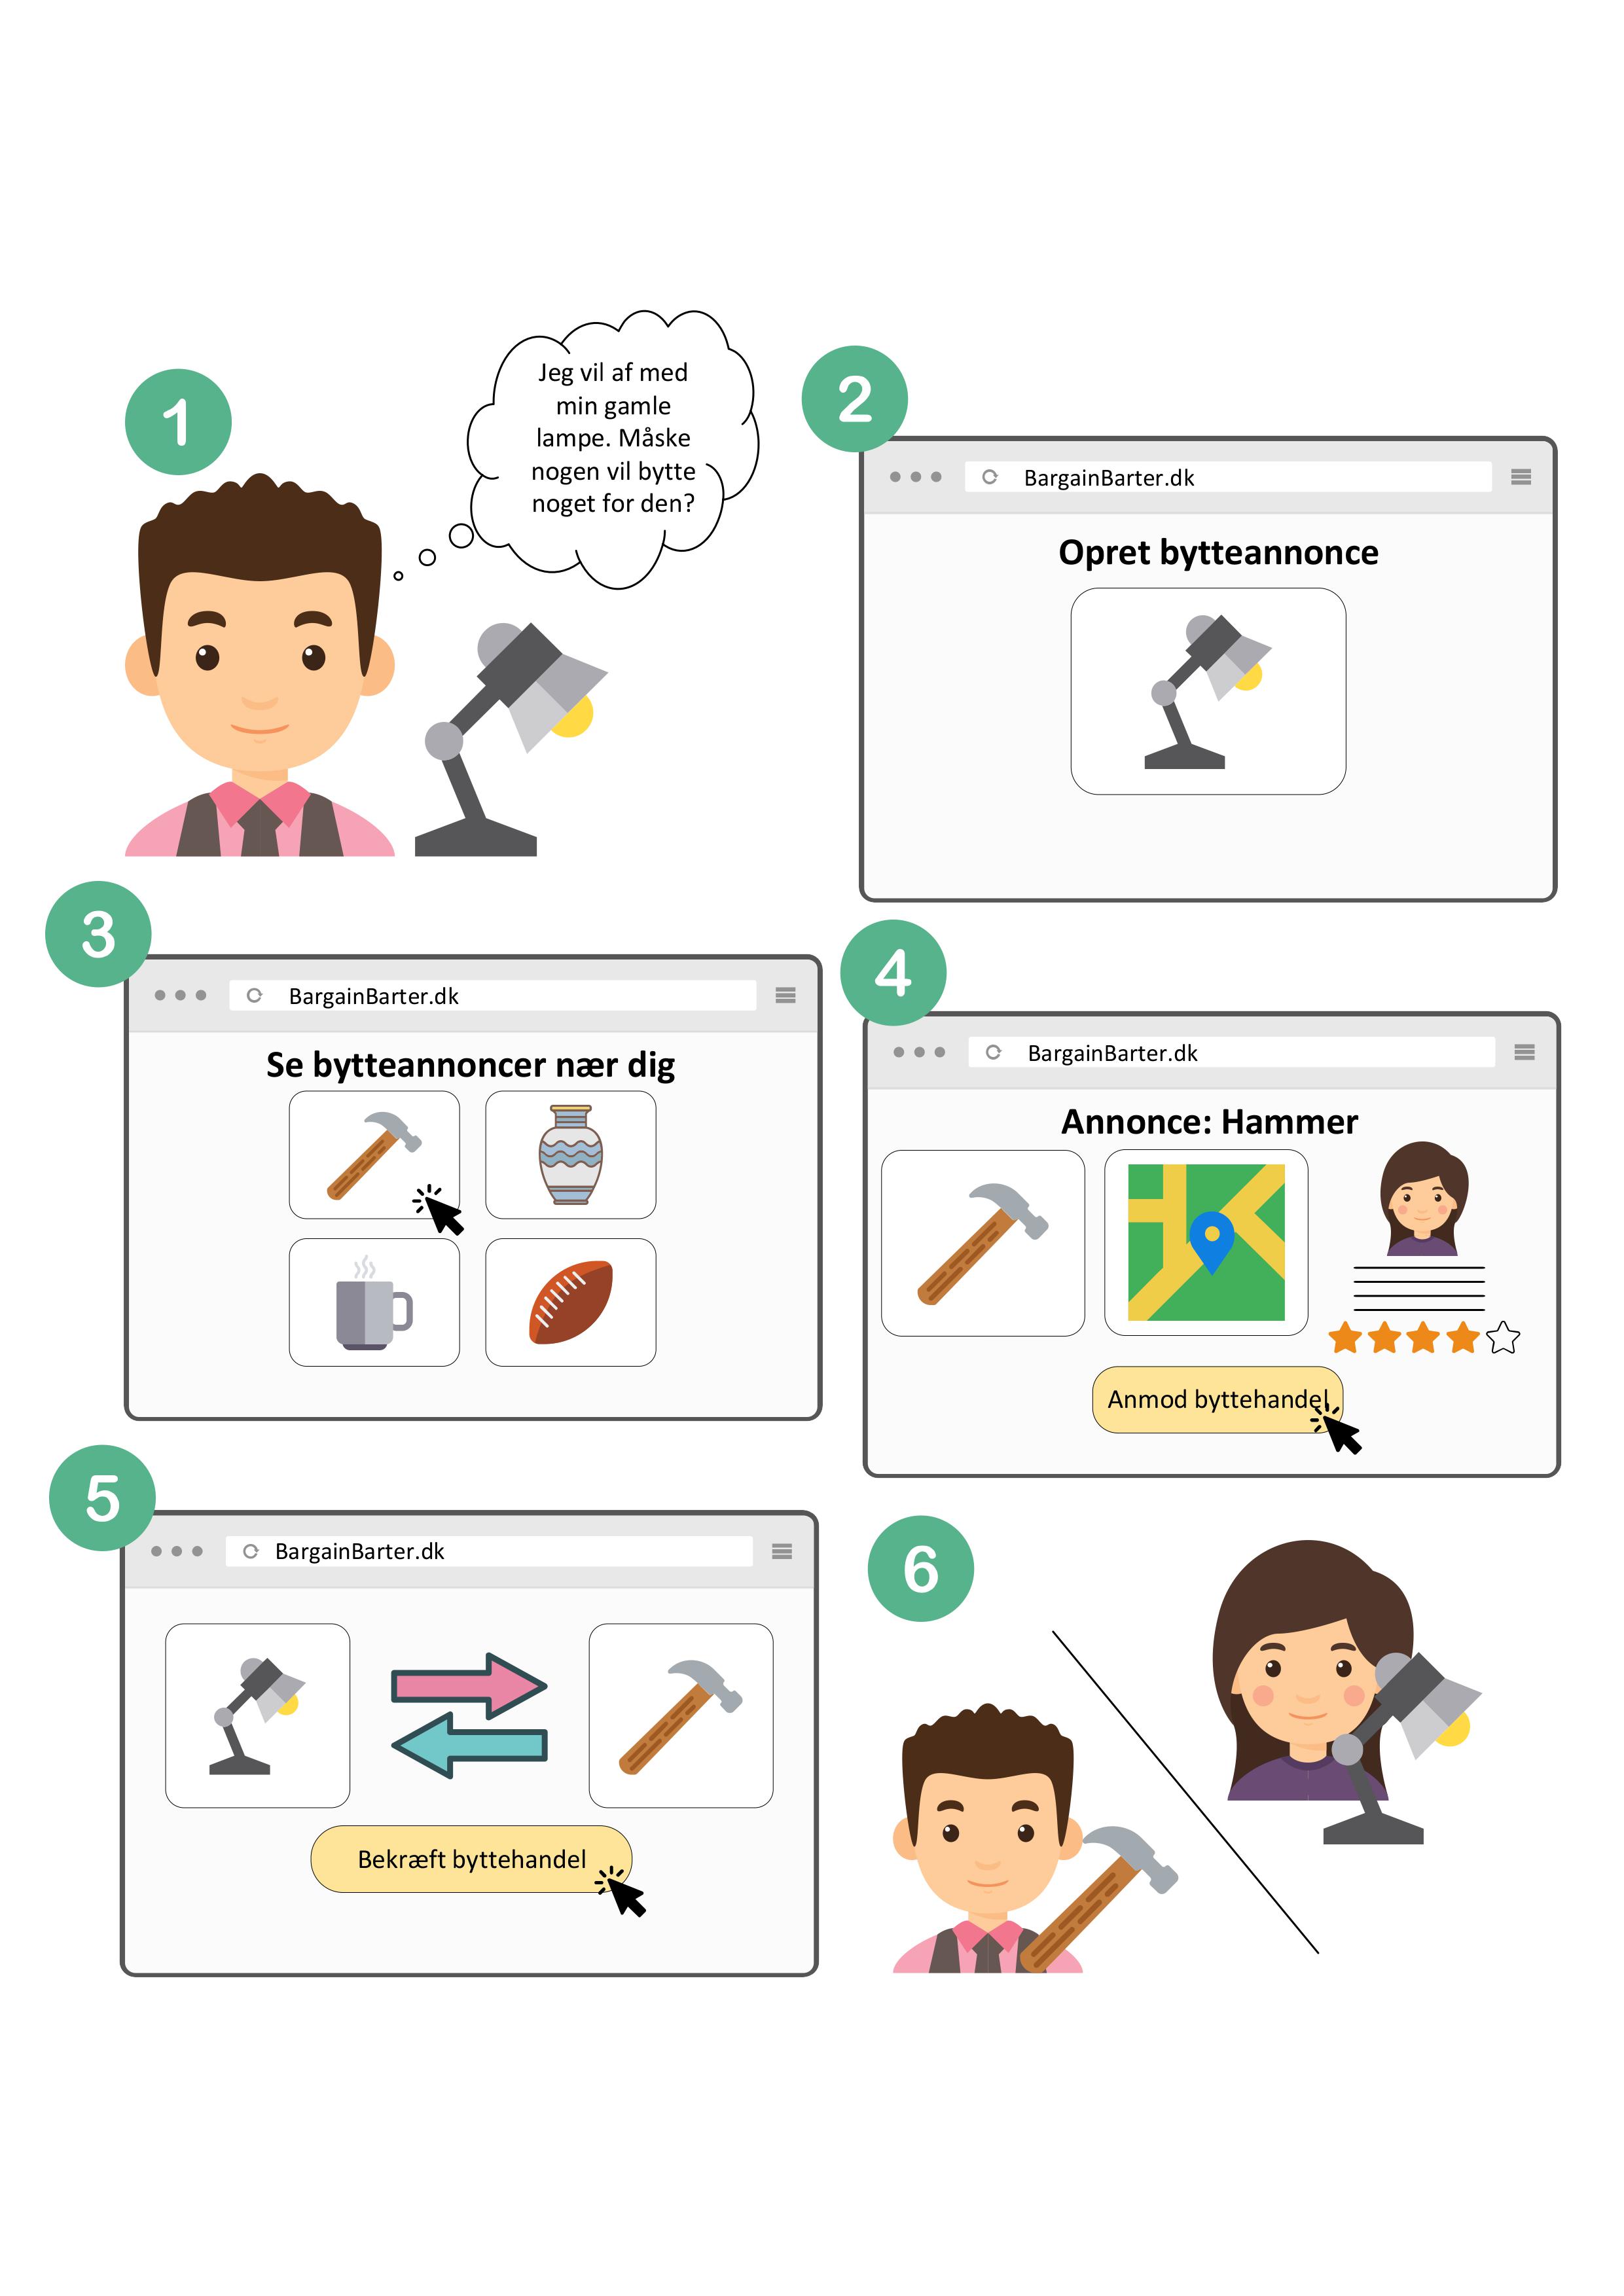 1
Jeg vil af med
min gamle
lampe. Måske
nogen vil bytte
noget for den?
2
BargainBarter.dk
Opret bytteannonce
3
BargainBarter.dk
Se bytteannoncer nær dig
4
BargainBarter.dk
Annonce: Hammer
Anmod byttehandel
5
BargainBarter.dk
Bekræft byttehandel
6